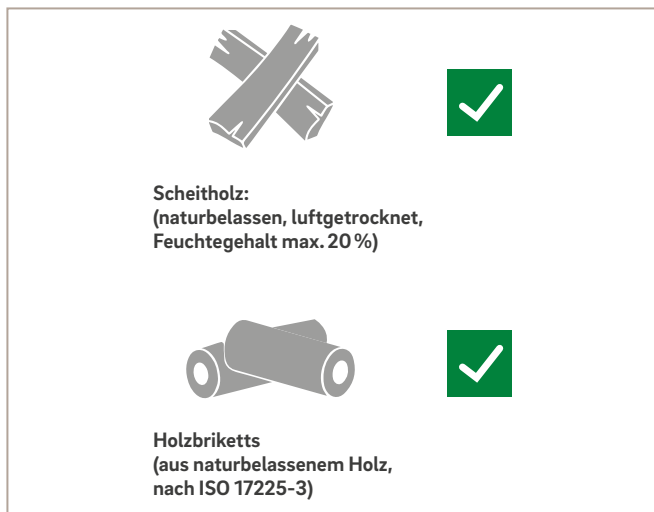 Scheitholz:
(naturbelassen, luftgetrocknet,
Feuchtegehalt max. 20 %)
Holzbriketts
(aus naturbelassenem Holz,
nach ISO 17225-3)